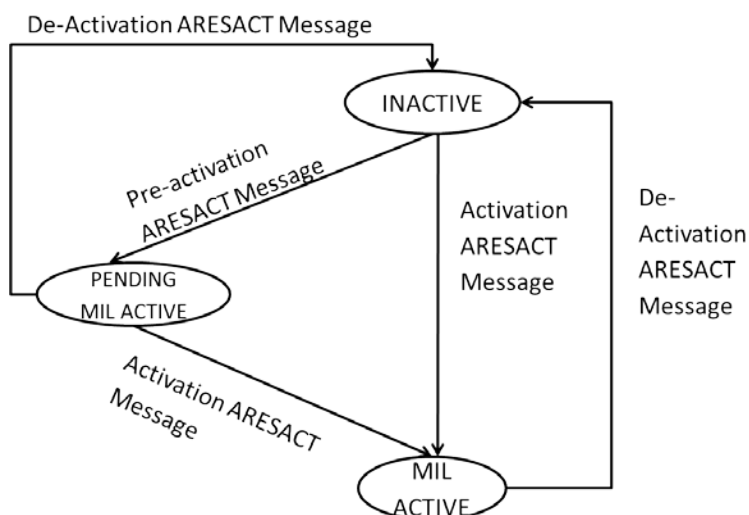 De-Activation ARESACT Message
INACTIVE
Pre-activation
ARESACT Message
Activation
ARESACT
Message
De-
Activation
ARESACT
Message
PENDING
MIL ACTIVE
Activation ARESACT
Message
MIL
ACTIVE